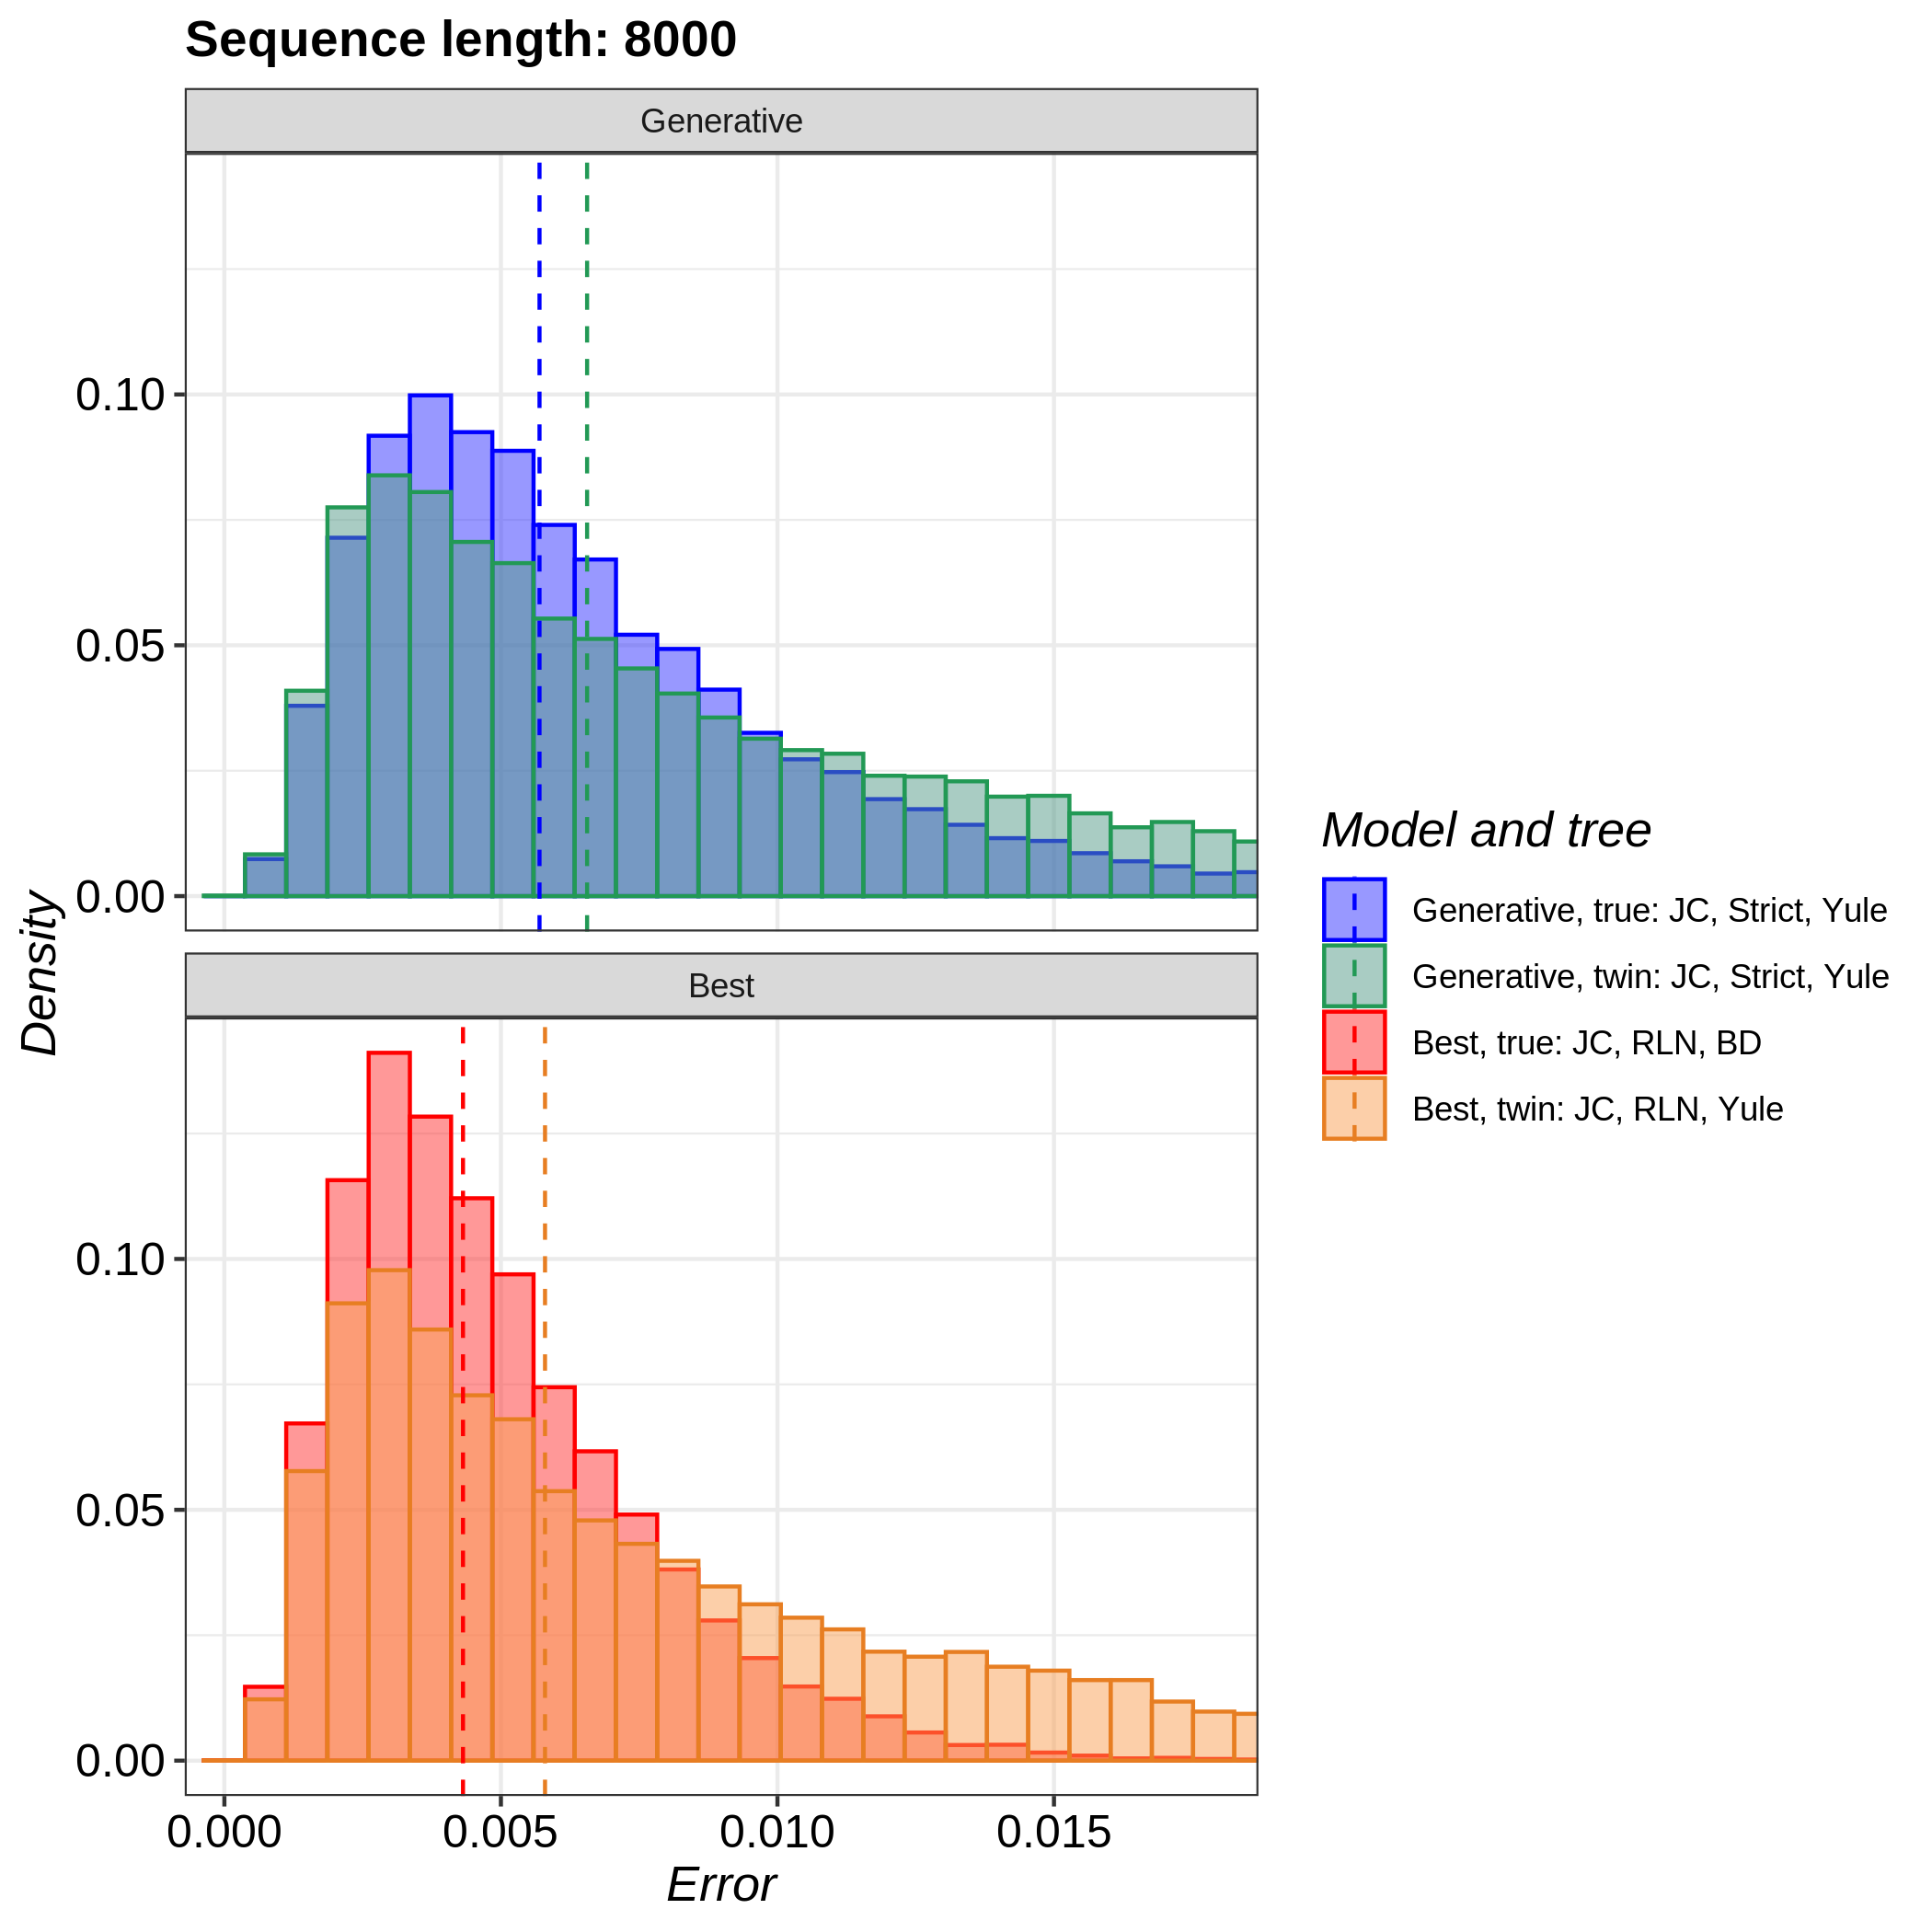 Sequence length: 8000
Generative
0.10
0.05
0.00
Density
Best
0.10
0.05
0.00
0.000 0.005 0.010 0.015
Error
Model and tree
Generative, true: JC, Strict, Yule
Generative, twin: JC, Strict, Yule
Best, true: JC, RLN, BD
Best, twin: JC, RLN, Yule